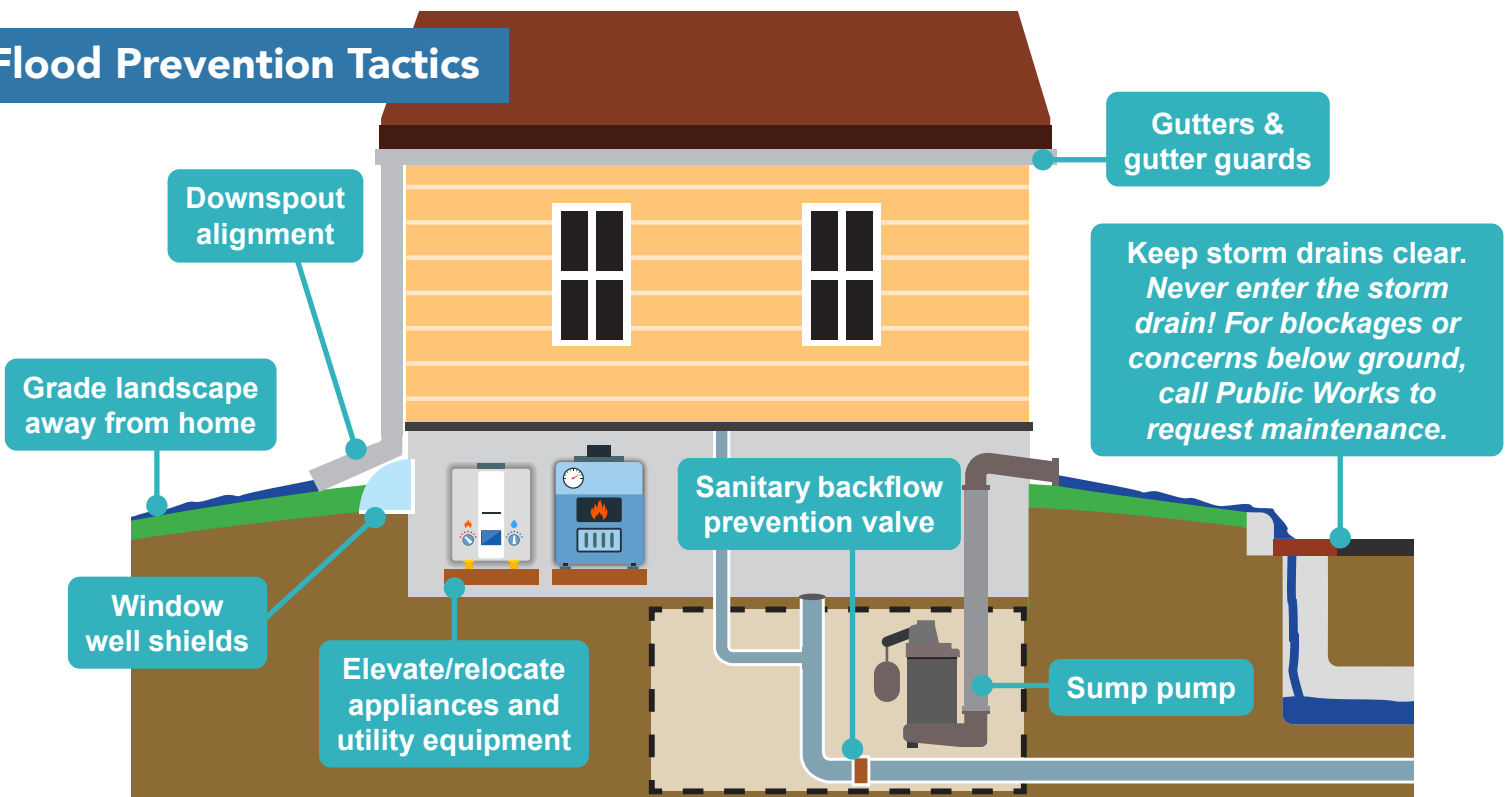 Flood Prevention Tactics
Gutters &
gutter guards
Downspout
alignment
Keep storm drains clear.
Never enter the storm
drain! For blockages or
concerns below ground,
call Public Works to
request maintenance.
Grade landscape
away from home
Sanitary backflow
prevention valve
Window
well shields
Elevate/relocate
appliances and
utility equipment
Sump pump